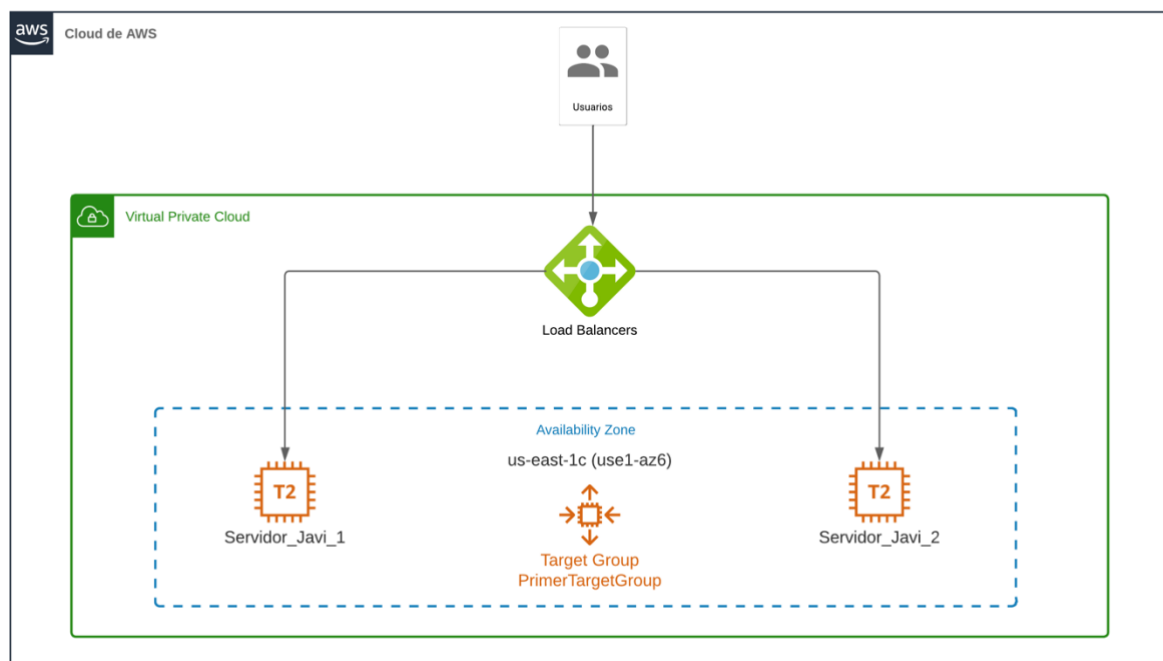 aws
Cloud de AWS
Usuarios
Virtual Private Cloud
Load Balancers
Availability Zone
us-east-1c (use1-az6)
T2
T2
Servidor_Javi_1
Servidor_Javi_2
Target Group
PrimerTargetGroup